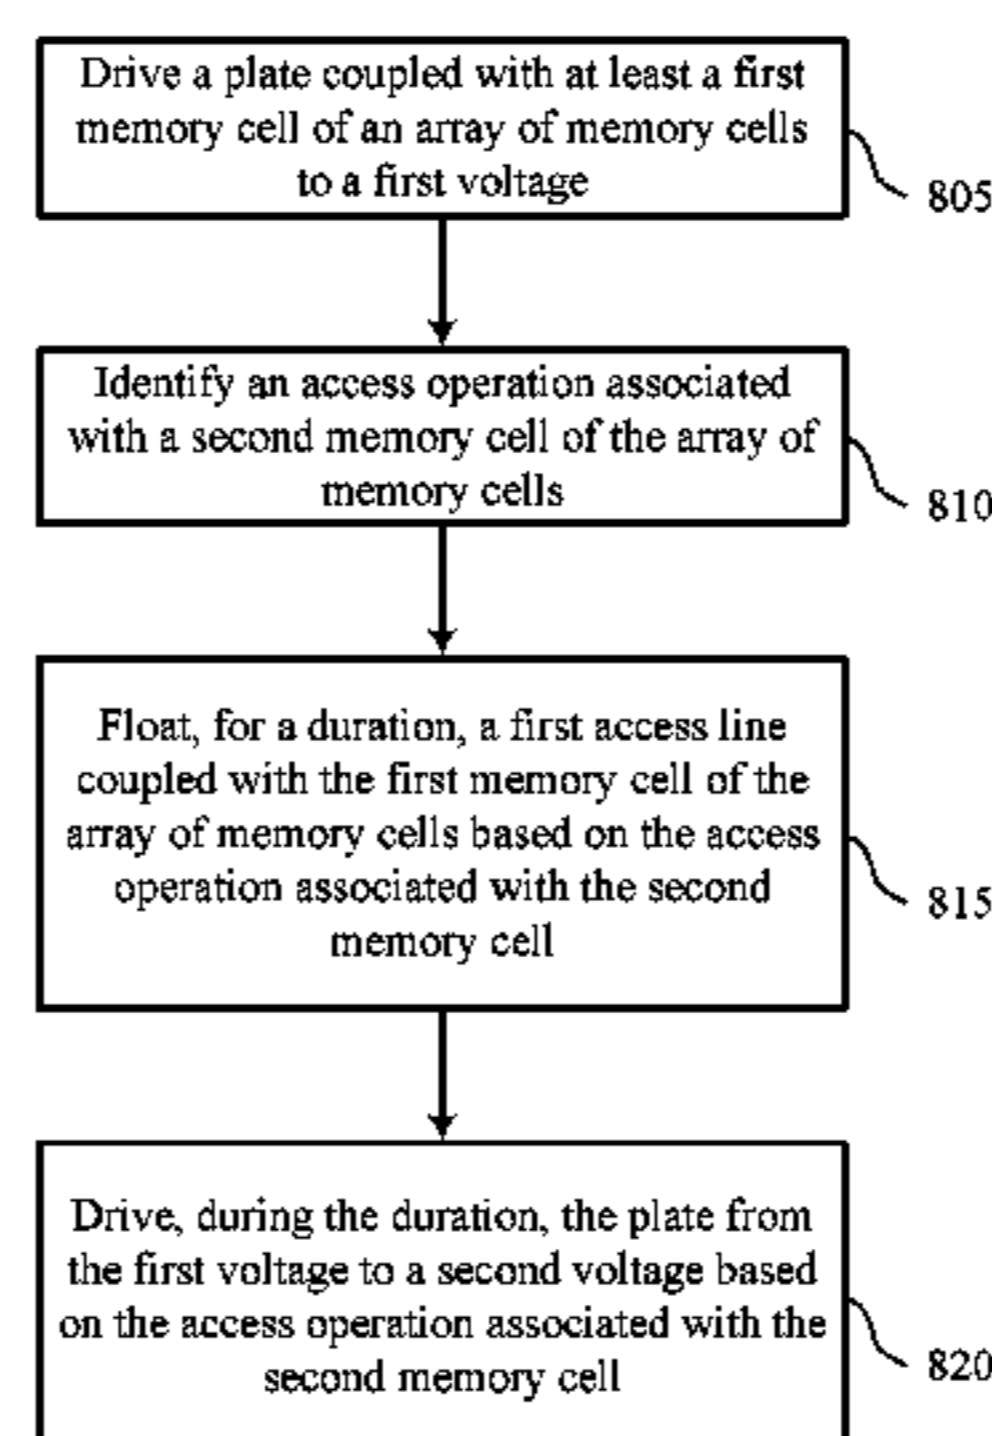 Drive a plate coupled with at least a first
memory cell of an array of memory cells
to a first voltage
805
Identify an access operation associated
with a second memory cell of the array of
memory cells
810
Float, for a duration, a first access line
coupled with the first memory cell of the
array of memory cells based on the access
operation associated with the second
memory cell
815
Drive, during the duration, the plate from
the first voltage to a second voltage based
on the access operation associated with the
second memory cell
820